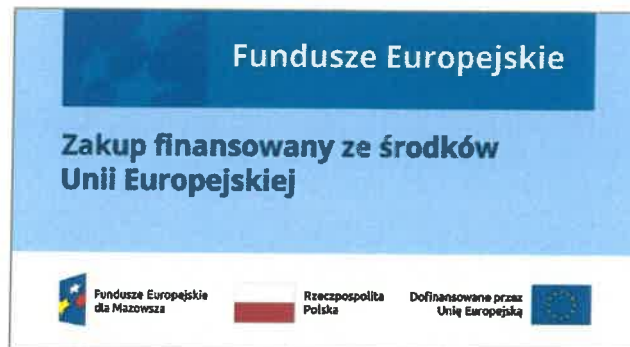 Fundusze Europejskie
Zakup finansowany ze środków
Unii Europejskiej
Fundusze Europejskie
dla Mazowsza
Rzeczpospolita
Polska
Dofinansowane przez
Unię Europejską